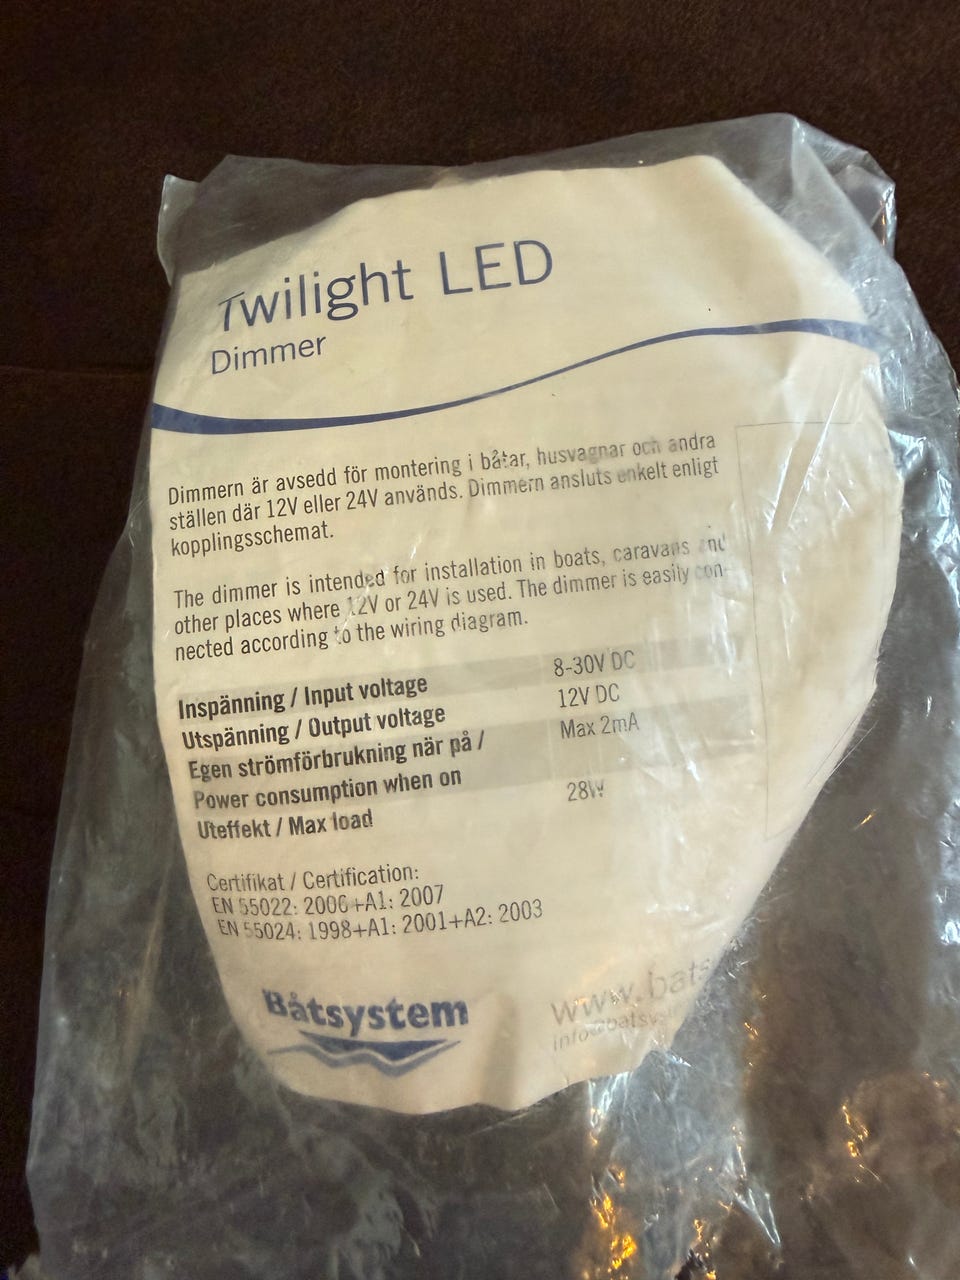 Twilight LED
Dimmer
Dimmern är avsedd för montering i båtar, husvagnar och andra
ställen där 12V eller 24V används. Dimmern ansluts enkelt enligt
kopplingsschemat.
The dimmer is intended for installation in boats, caravans and
other places where 12V or 24V is used. The dimmer is easily con-
nected according to the wiring diagram.
Inspänning / Input voltage 8-30V DC
Utspänning / Output voltage 12V DC
Egen strömförbrukning när på / Max 2mA
Power consumption when on
Uteffekt / Max load 28W
Certifikat / Certification:
EN 55022: 2006+A1: 2007
EN 55024: 1998+A1: 2001+A2: 2003
Båtsystem
www.bats